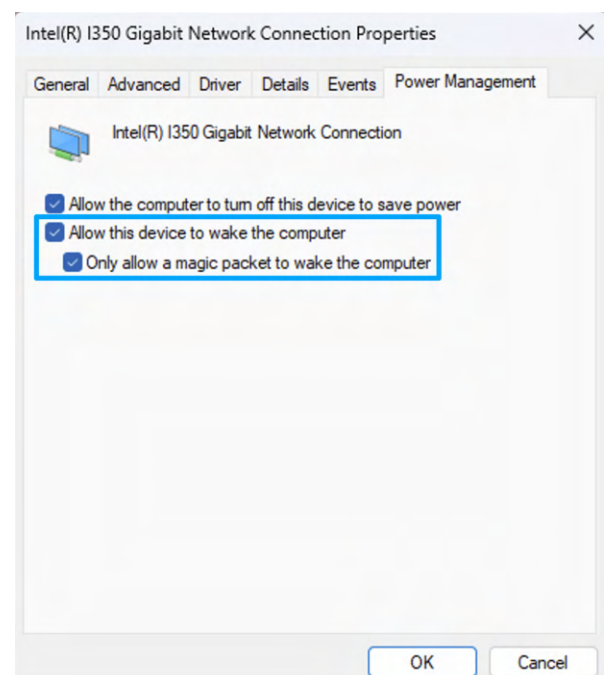 Intel(R) I350 Gigabit Network Connection Properties
General Advanced Driver Details Events Power Management
Intel(R) I350 Gigabit Network Connection
Allow the computer to turn off this device to save power
Allow this device to wake the computer
Only allow a magic packet to wake the computer
OK Cancel